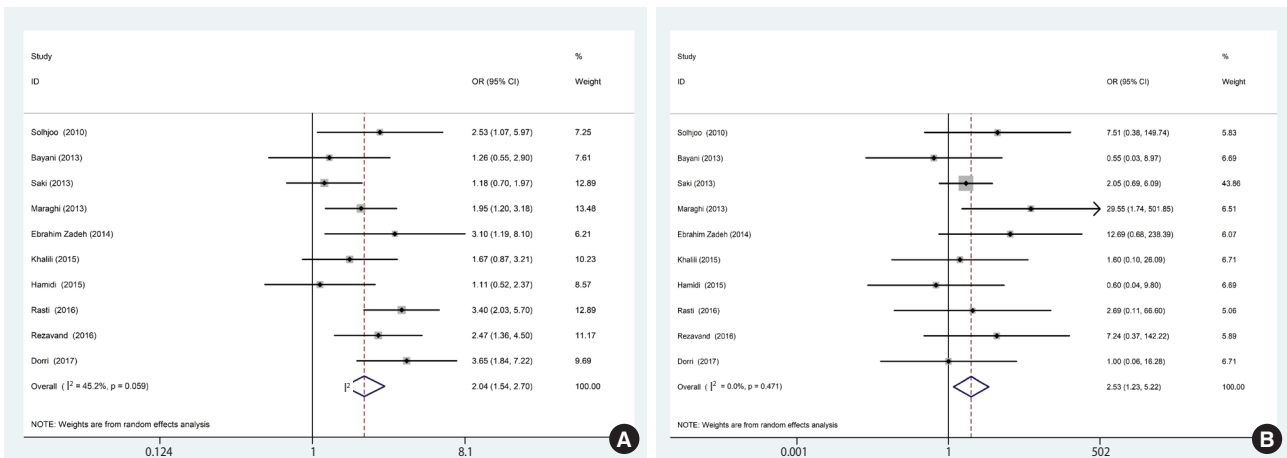 Study %
ID OR (95% CI) Weight
Solhjoo (2010) 2.53 (1.07, 5.97) 7.25
Bayani (2013) 1.26 (0.55, 2.90) 7.61
Saki (2013) 1.18 (0.70, 1.97) 12.89
Maraghi (2013) 1.95 (1.20, 3.18) 13.48
Ebrahim Zadeh (2014) 3.10 (1.19, 8.10) 6.21
Khalili (2015) 1.67 (0.87, 3.21) 10.23
Hamidi (2015) 1.11 (0.52, 2.37) 8.57
Rasti (2016) 3.40 (2.03, 5.70) 12.89
Rezavand (2016) 2.47 (1.36, 4.50) 11.17
Dorri (2017) 3.65 (1.84, 7.22) 9.69
Overall ( I² = 45.2%, p = 0.059) I² 2.04 (1.54, 2.70) 100.00
NOTE: Weights are from random effects analysis
0.124 1 8.1
A
Study %
ID OR (95% CI) Weight
Solhjoo (2010) 7.51 (0.38, 149.74) 5.83
Bayani (2013) 0.55 (0.03, 8.97) 6.69
Saki (2013) 2.05 (0.69, 6.09) 43.86
Maraghi (2013) 29.55 (1.74, 501.85) 6.51
Ebrahim Zadeh (2014) 12.69 (0.68, 238.39) 6.07
Khalili (2015) 1.60 (0.10, 26.09) 6.71
Hamidi (2015) 0.60 (0.04, 9.80) 6.69
Rasti (2016) 2.69 (0.11, 66.60) 5.06
Rezavand (2016) 7.24 (0.37, 142.22) 5.89
Dorri (2017) 1.00 (0.06, 16.28) 6.71
Overall ( I² = 0.0%, p = 0.471) 2.53 (1.23, 5.22) 100.00
NOTE: Weights are from random effects analysis
0.001 1 502
B